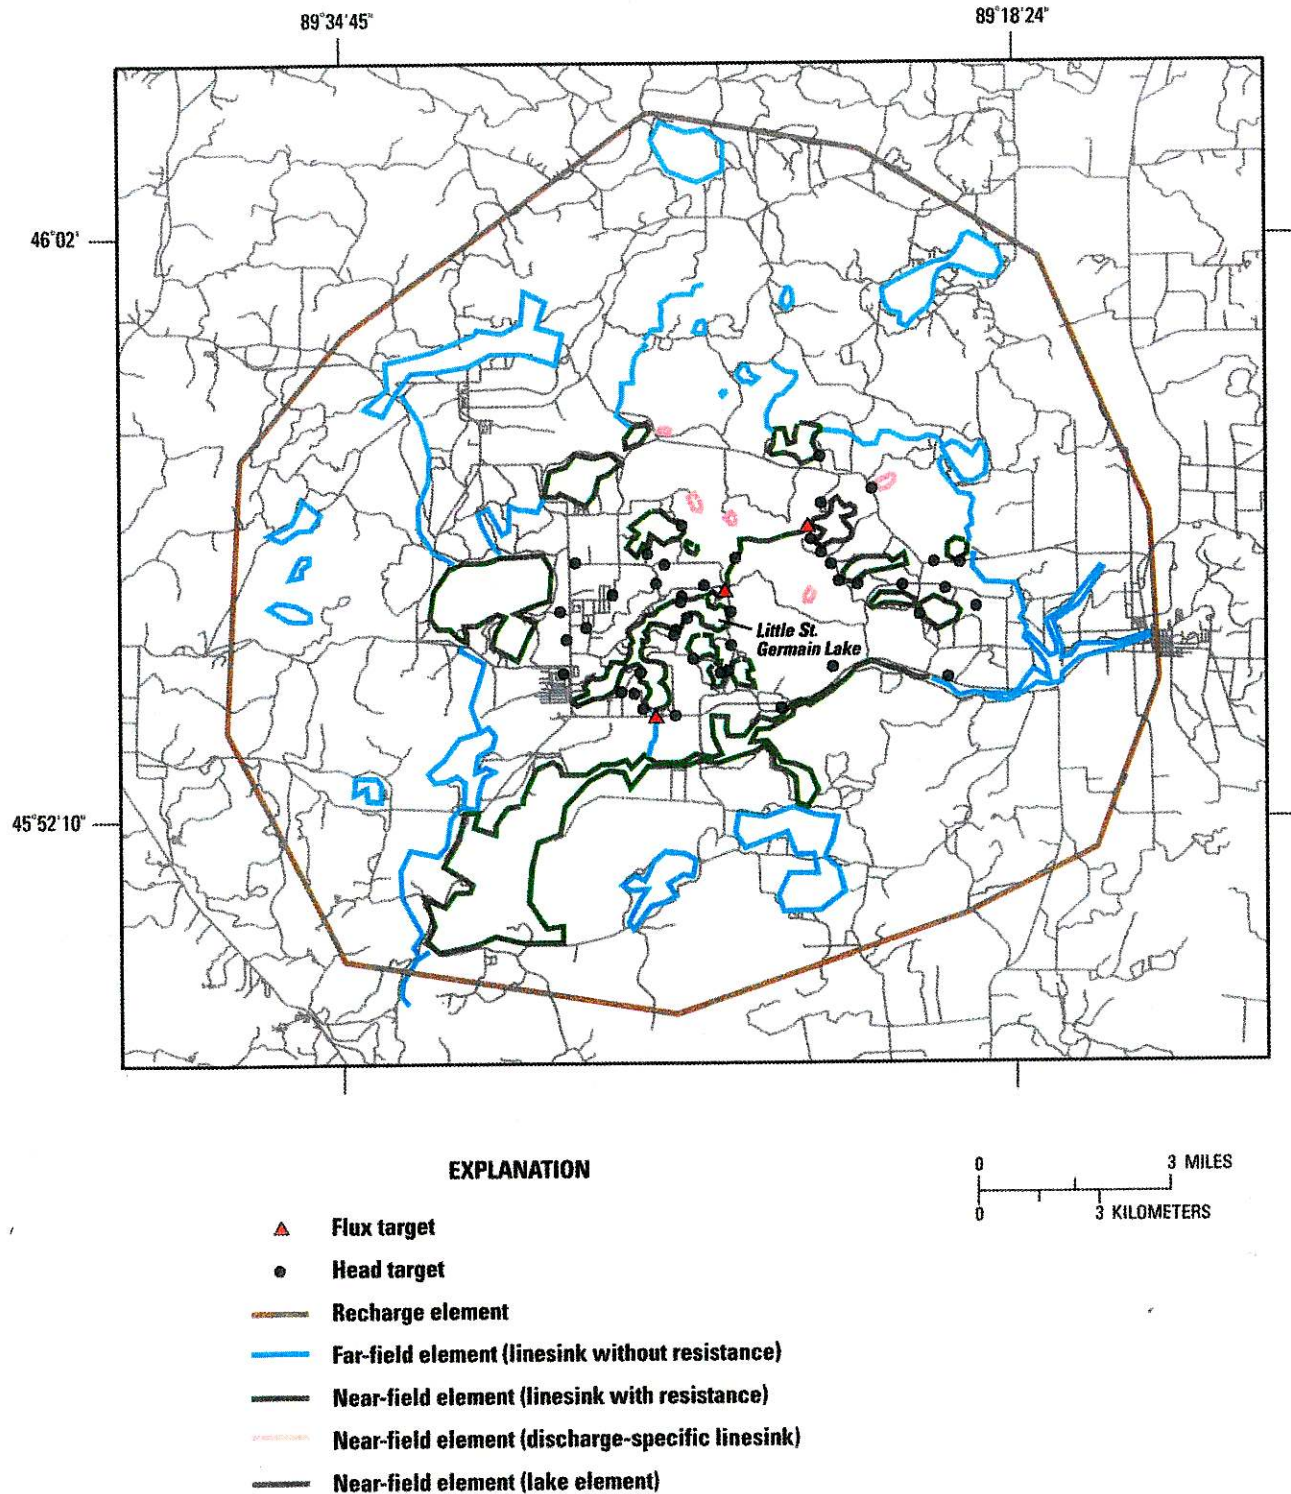 89°34'45"
89°18'24"
46°02'
Little St.
Germain Lake
45°52'10"
EXPLANATION
0 3 MILES
0 3 KILOMETERS
Flux target
Head target
Recharge element
Far-field element (linesink without resistance)
Near-field element (linesink with resistance)
Near-field element (discharge-specific linesink)
Near-field element (lake element)